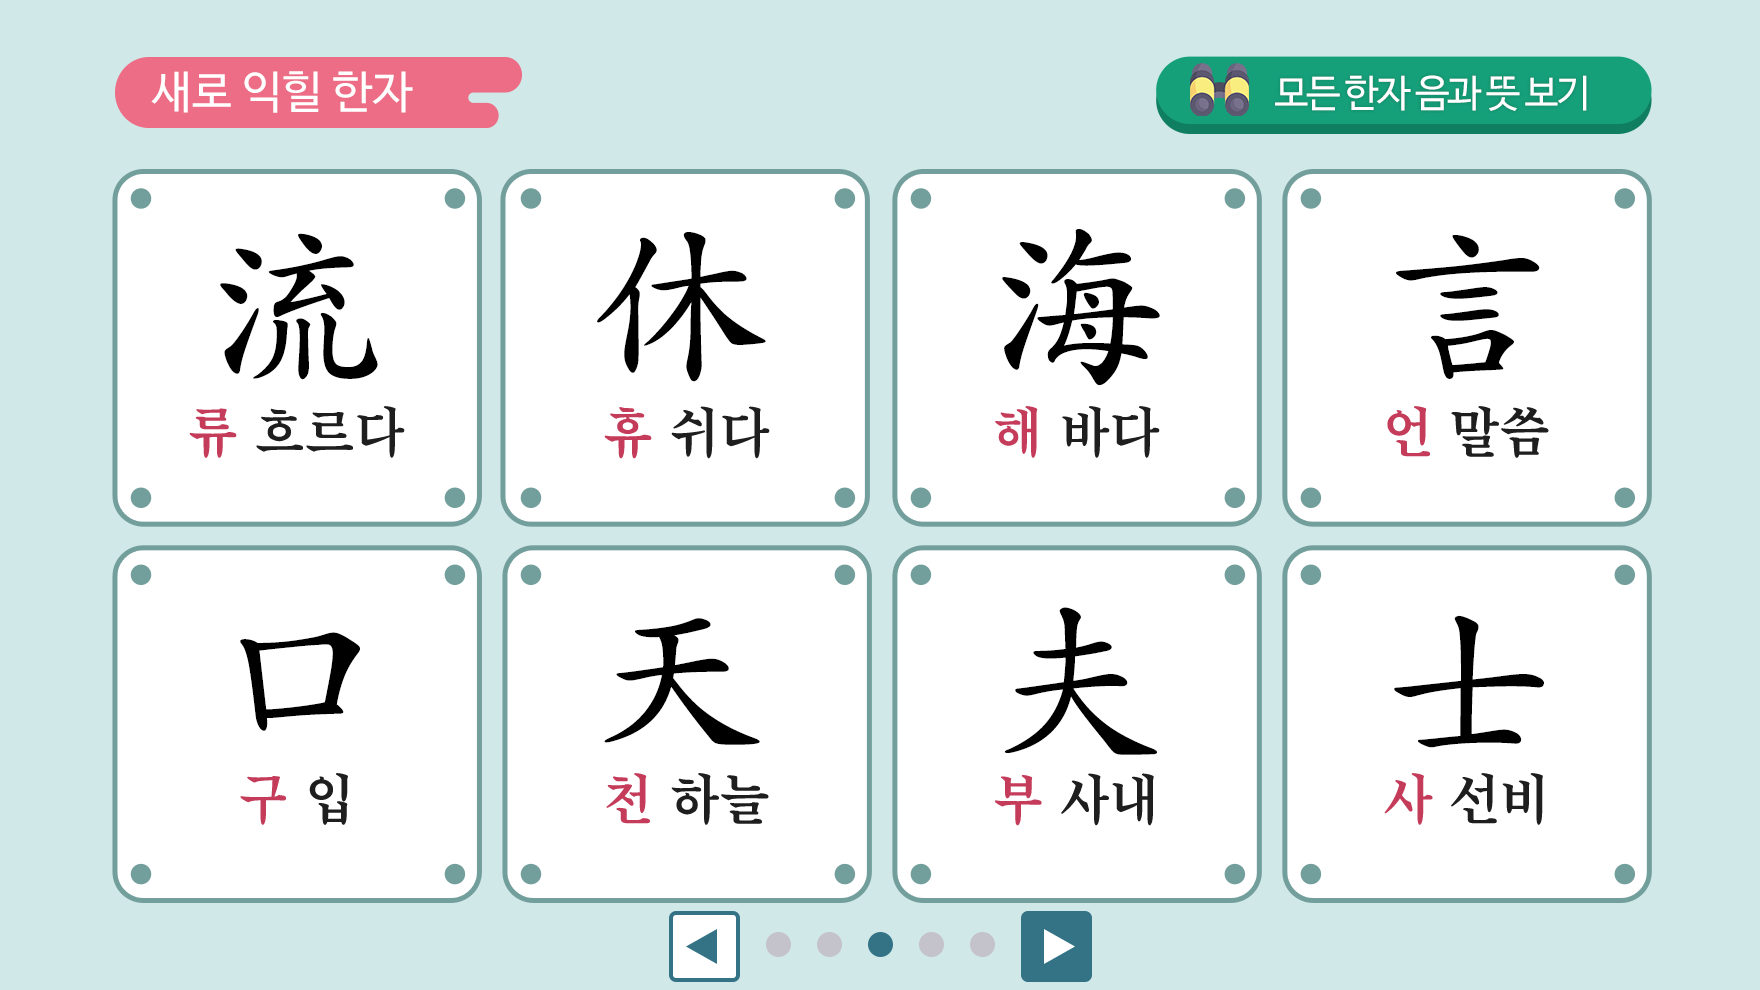 새로 익힐 한자
모든 한자 음과 뜻 보기
流 休 海 言
류 흐르다 휴 쉬다 해 바다 언 말씀
口 天 夫 士
구 입 천 하늘 부 사내 사 선비